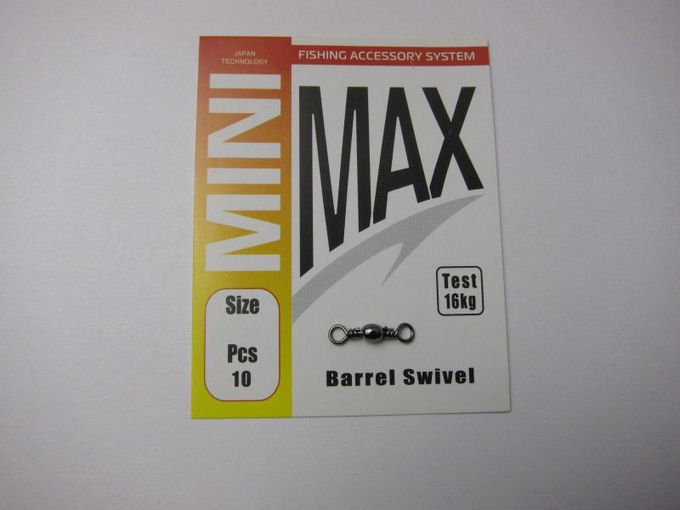 JAPAN
TECHNOLOGY
FISHING ACCESSORY SYSTEM
MINI
MAX
Test
16kg
Size
Pcs
10
Barrel Swivel